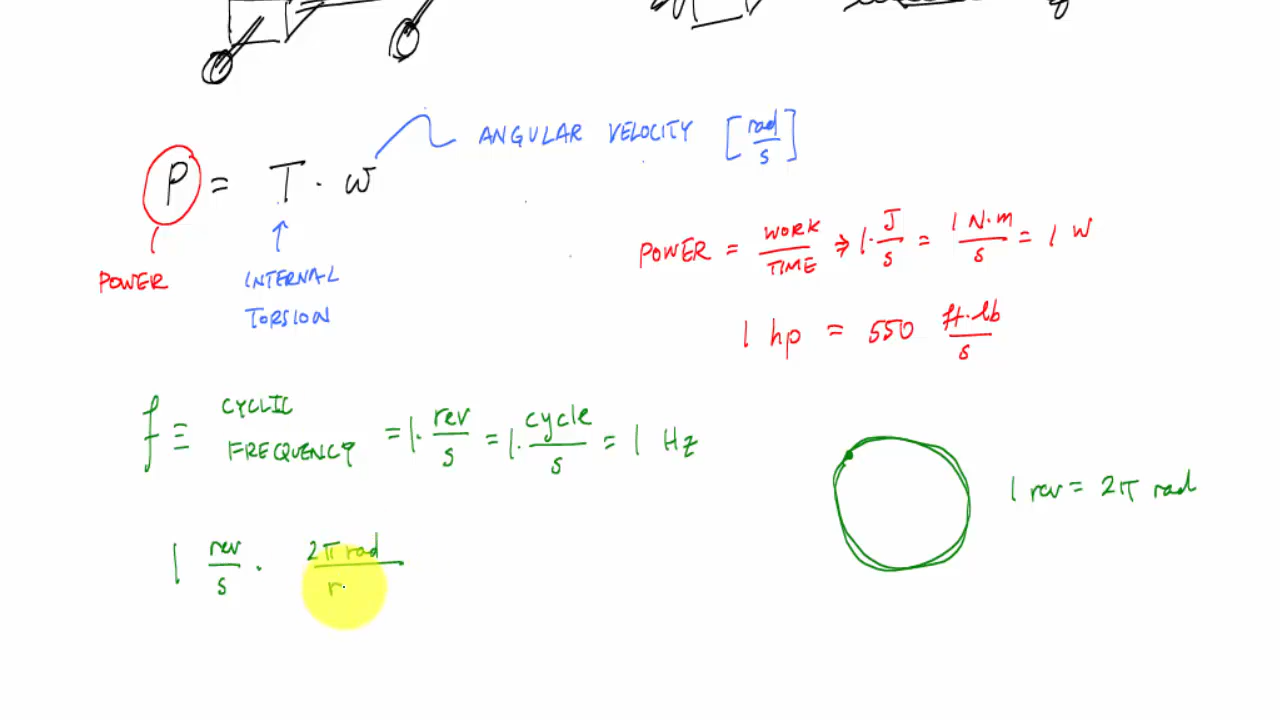 P = T · ω
ANGULAR VELOCITY [rad/s]
POWER
INTERNAL
TORSION
POWER = WORK/TIME ⇒ 1· J/s = 1 N·m/s = 1 W
1 hp = 550 ft·lb/s
f ≡ CYCLIC
FREQUENCY = 1· rev/s = 1· cycle/s = 1 Hz
1 rev = 2π rad
1 rev/s · 2π rad/r